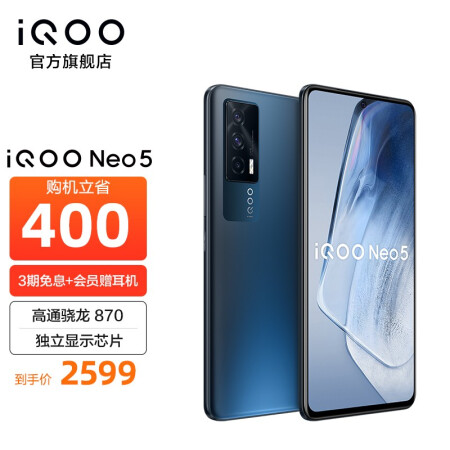 iQOO
官方旗舰店
iQOO Neo5
购机立省
400
3期免息+会员赠耳机
高通骁龙 870
独立显示芯片
到手价 2599
iQOO
iQOO Neo5